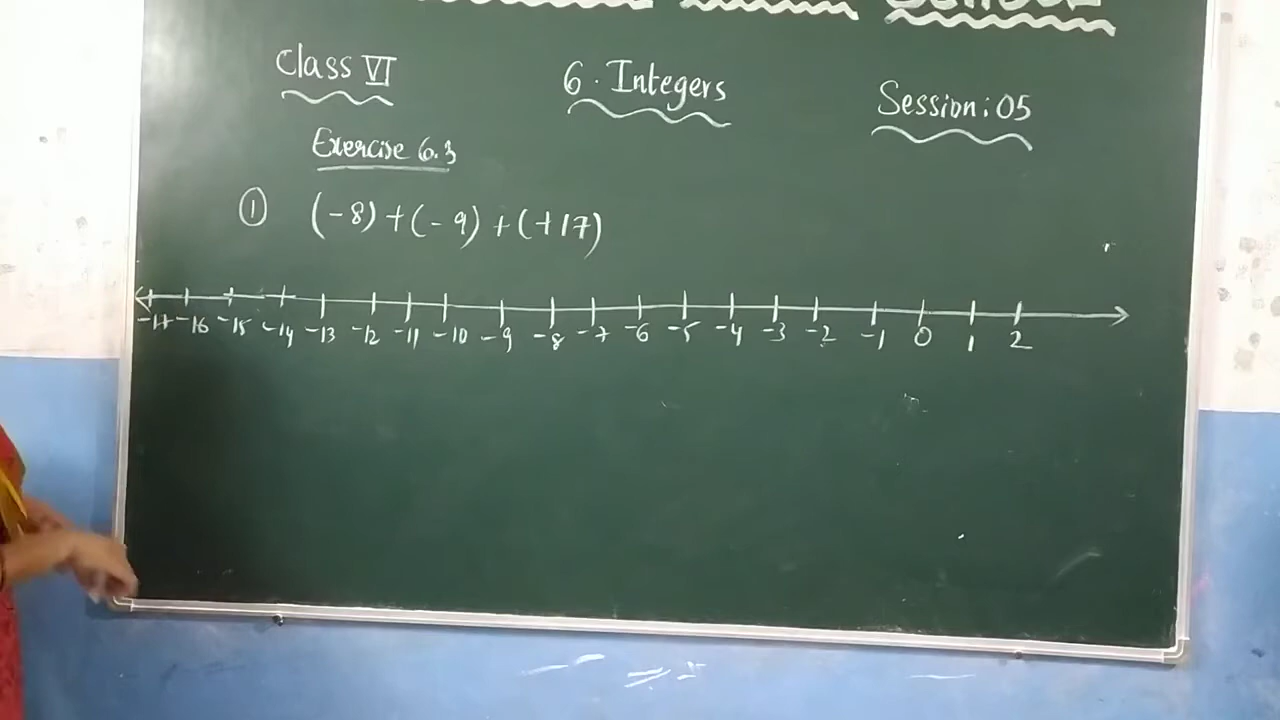 Class VI
6. Integers
Session: 05
Exercise 6.3
① (-8)+(-9)+(+17)
-17 -16 -15 -14 -13 -12 -11 -10 -9 -8 -7 -6 -5 -4 -3 -2 -1 0 1 2